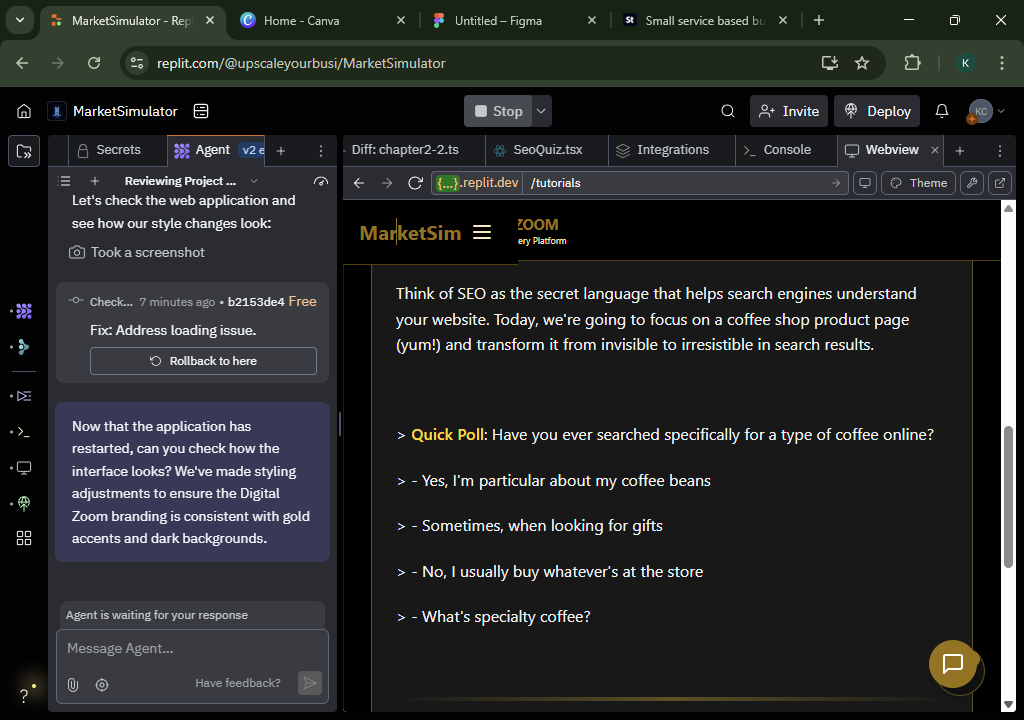 MarketSimulator - Repl
Home - Canva
Untitled – Figma
St
Small service based bu
replit.com/@upscaleyourbusi/MarketSimulator
K
MarketSimulator
Stop
Invite
Deploy
KC
Secrets
Agent
v2 e
Diff: chapter2-2.ts
SeoQuiz.tsx
Integrations
Console
Webview
Reviewing Project ...
{...}.replit.dev
/tutorials
Theme
Let's check the web application and
see how our style changes look:
Took a screenshot
Check...
7 minutes ago • b2153de4 Free
Fix: Address loading issue.
Rollback to here
Now that the application has
restarted, can you check how the
interface looks? We've made styling
adjustments to ensure the Digital
Zoom branding is consistent with gold
accents and dark backgrounds.
Agent is waiting for your response
Message Agent...
Have feedback?
?
MarketSim
ZOOM
ery Platform
Think of SEO as the secret language that helps search engines understand
your website. Today, we're going to focus on a coffee shop product page
(yum!) and transform it from invisible to irresistible in search results.
> Quick Poll: Have you ever searched specifically for a type of coffee online?
> - Yes, I'm particular about my coffee beans
> - Sometimes, when looking for gifts
> - No, I usually buy whatever's at the store
> - What's specialty coffee?